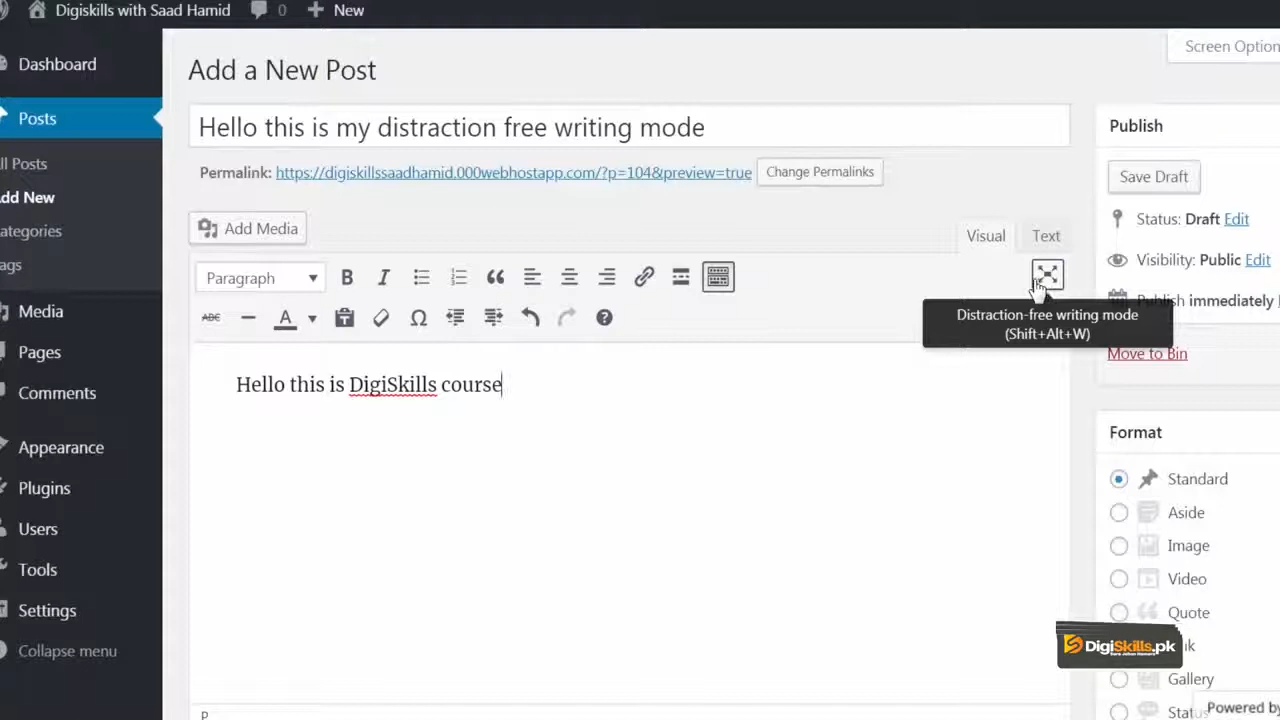 Digiskills with Saad Hamid 0 New
Screen Option
Dashboard
Posts
ll Posts
dd New
ategories
ags
Media
Pages
Comments
Appearance
Plugins
Users
Tools
Settings
Collapse menu
Add a New Post
Hello this is my distraction free writing mode
Permalink: https://digiskillssaadhamid.000webhostapp.com/?p=104&preview=true Change Permalinks
Add Media
Visual Text
Paragraph
B I
ABC A Ω
Distraction-free writing mode
(Shift+Alt+W)
Hello this is DigiSkills course
P
Publish
Save Draft
Status: Draft Edit
Visibility: Public Edit
Publish immediately
Move to Bin
Format
Standard
Aside
Image
Video
Quote
k
Gallery
Statu
DigiSkills.pk
Powered by